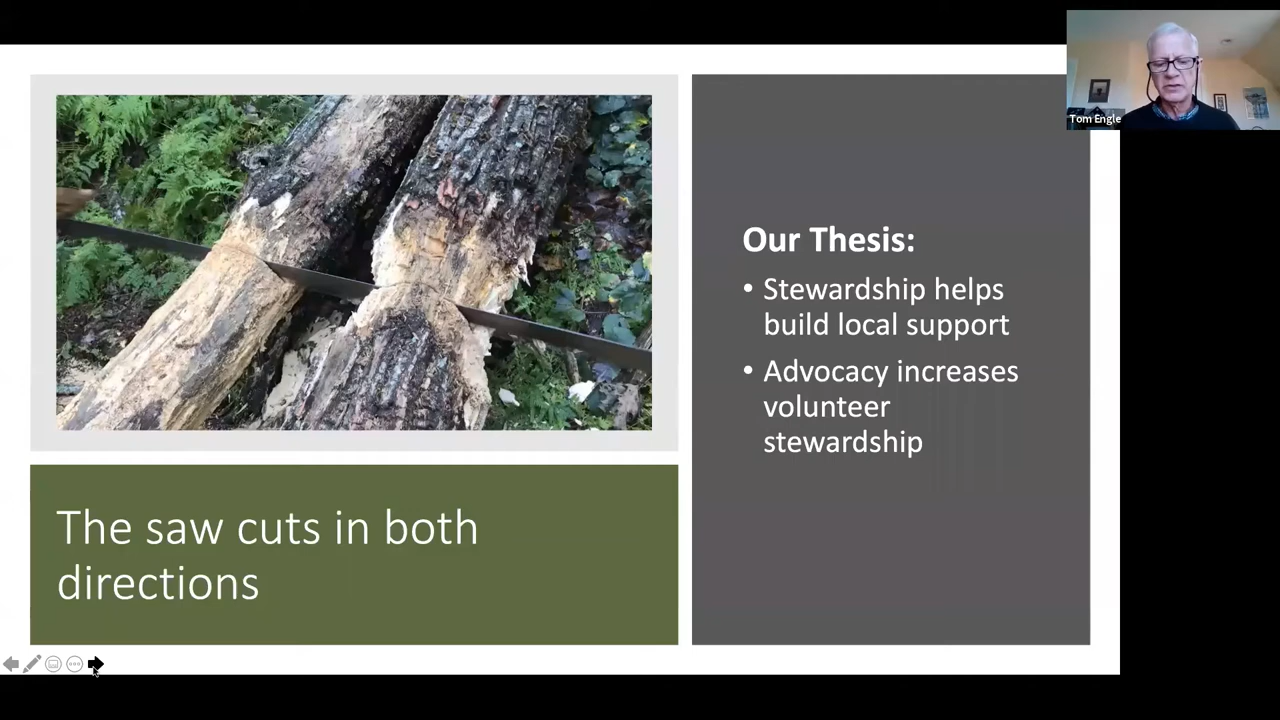 Tom Engle
Our Thesis:
• Stewardship helps
build local support
• Advocacy increases
volunteer
stewardship
The saw cuts in both
directions